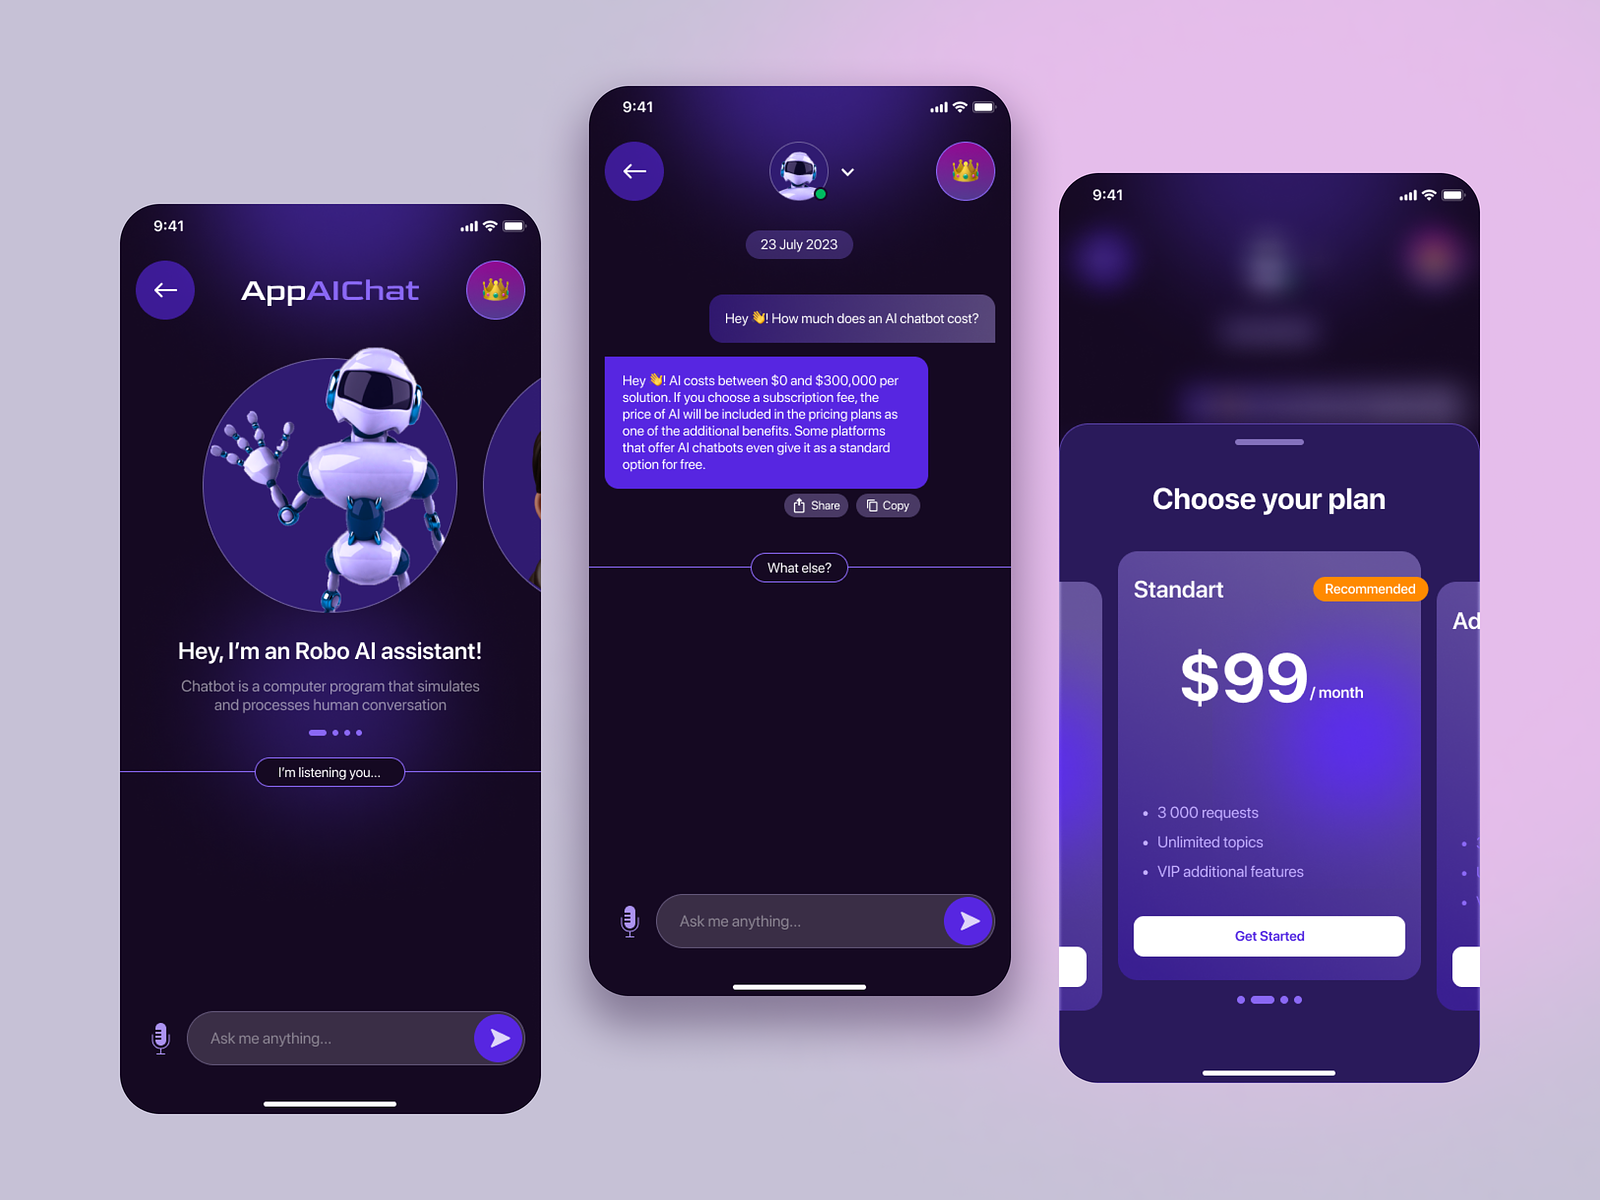 9:41
AppAIChat
Hey, I'm an Robo AI assistant!
Chatbot is a computer program that simulates
and processes human conversation
I'm listening you...
Ask me anything...
9:41
23 July 2023
Hey 👋! How much does an AI chatbot cost?
Hey 👋! AI costs between $0 and $300,000 per
solution. If you choose a subscription fee, the
price of AI will be included in the pricing plans as
one of the additional benefits. Some platforms
that offer AI chatbots even give it as a standard
option for free.
Share
Copy
What else?
Ask me anything...
9:41
Choose your plan
Standart
Recommended
Ad
$99/ month
• 3 000 requests
• Unlimited topics
• VIP additional features
Get Started